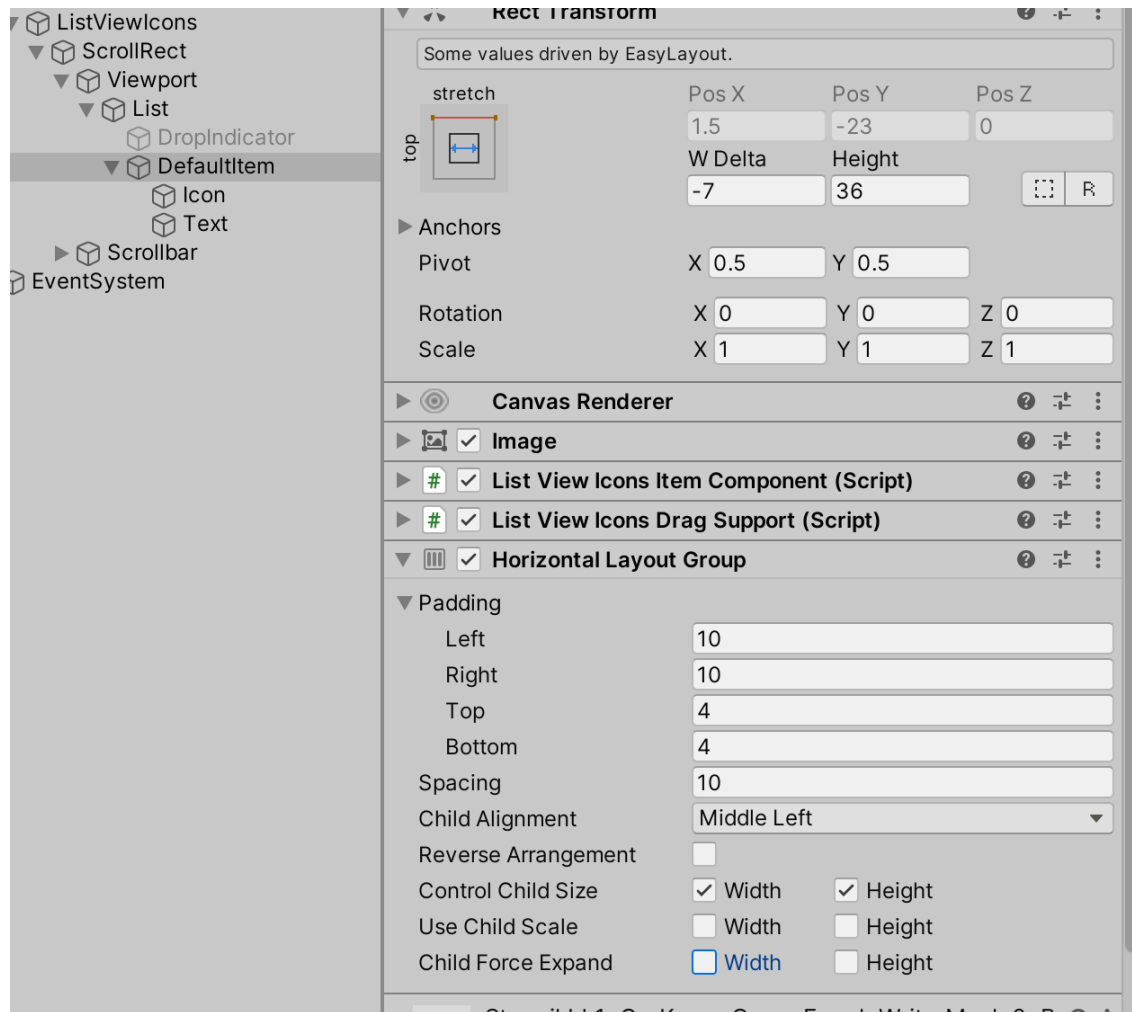 ListViewIcons
ScrollRect
Viewport
List
DropIndicator
DefaultItem
Icon
Text
Scrollbar
EventSystem
Rect Transform
Some values driven by EasyLayout.
stretch
top
Pos X Pos Y Pos Z
1.5 -23 0
W Delta Height
-7 36 R
Anchors
Pivot X 0.5 Y 0.5
Rotation X 0 Y 0 Z 0
Scale X 1 Y 1 Z 1
Canvas Renderer
Image
# List View Icons Item Component (Script)
# List View Icons Drag Support (Script)
Horizontal Layout Group
Padding
Left 10
Right 10
Top 4
Bottom 4
Spacing 10
Child Alignment Middle Left
Reverse Arrangement
Control Child Size Width Height
Use Child Scale Width Height
Child Force Expand Width Height